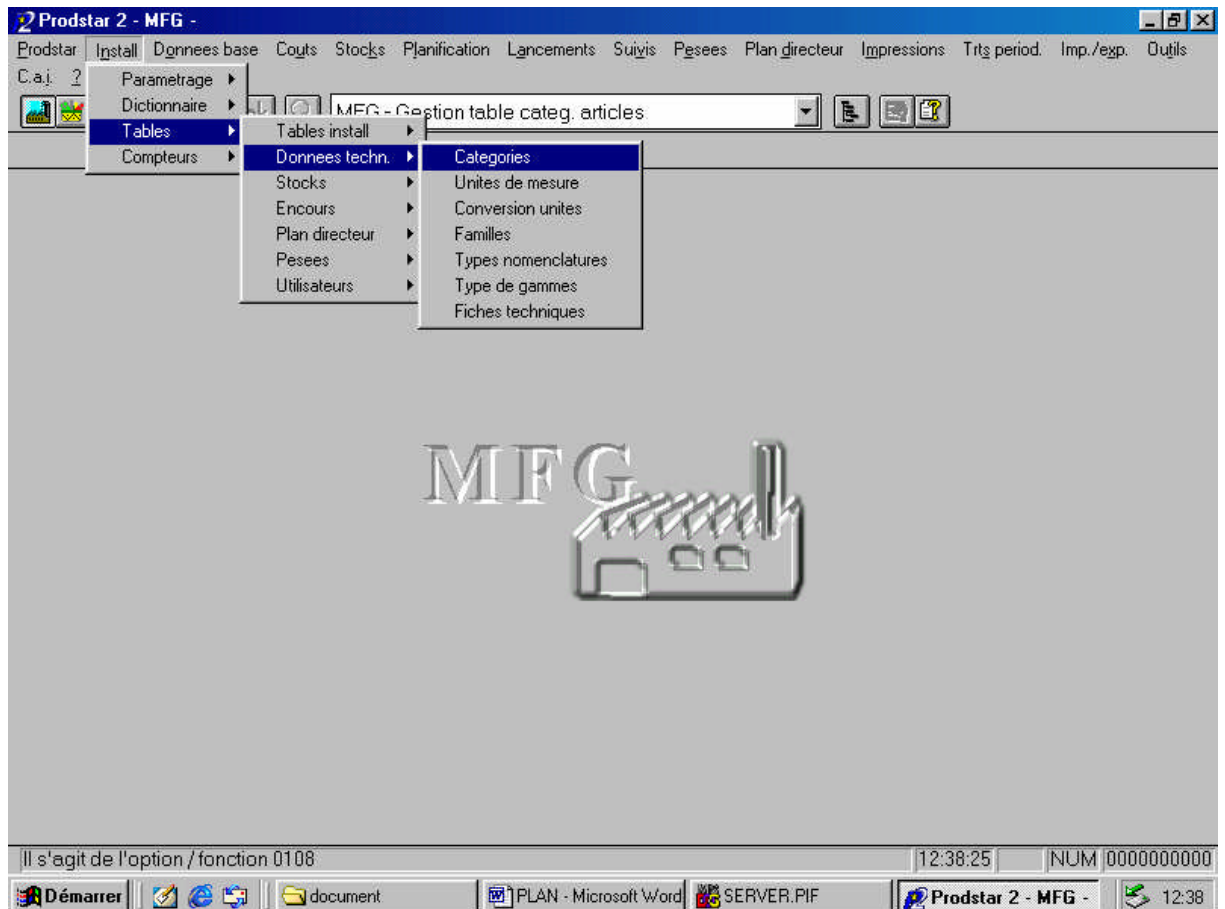 Prodstar 2 - MFG -
Prodstar Install Donnees base Couts Stocks Planification Lancements Suivis Pesees Plan directeur Impressions Trts period. Imp./exp. Outils
C.a.j. ?
MFG - Gestion table categ. articles
Parametrage
Dictionnaire
Tables
Compteurs
Tables install
Donnees techn.
Stocks
Encours
Plan directeur
Pesees
Utilisateurs
Categories
Unites de mesure
Conversion unites
Familles
Types nomenclatures
Type de gammes
Fiches techniques
MFG
Il s'agit de l'option / fonction 0108 12:38:25 NUM 0000000000
Démarrer document PLAN - Microsoft Word SERVER.PIF Prodstar 2 - MFG - 12:38